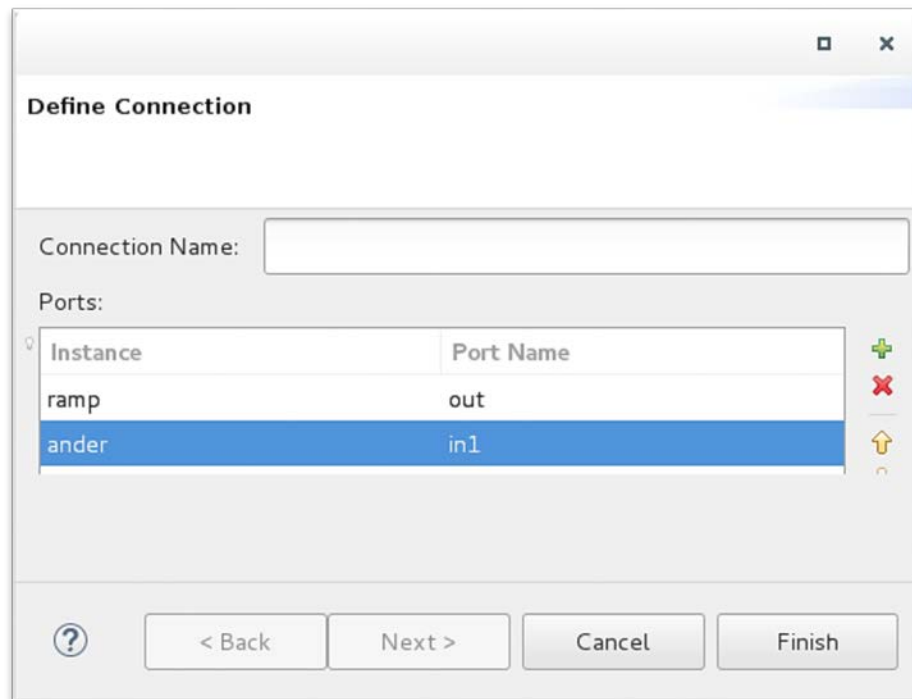 Define Connection
Connection Name:
Ports:
Instance Port Name
ramp out
ander in1
? < Back Next > Cancel Finish